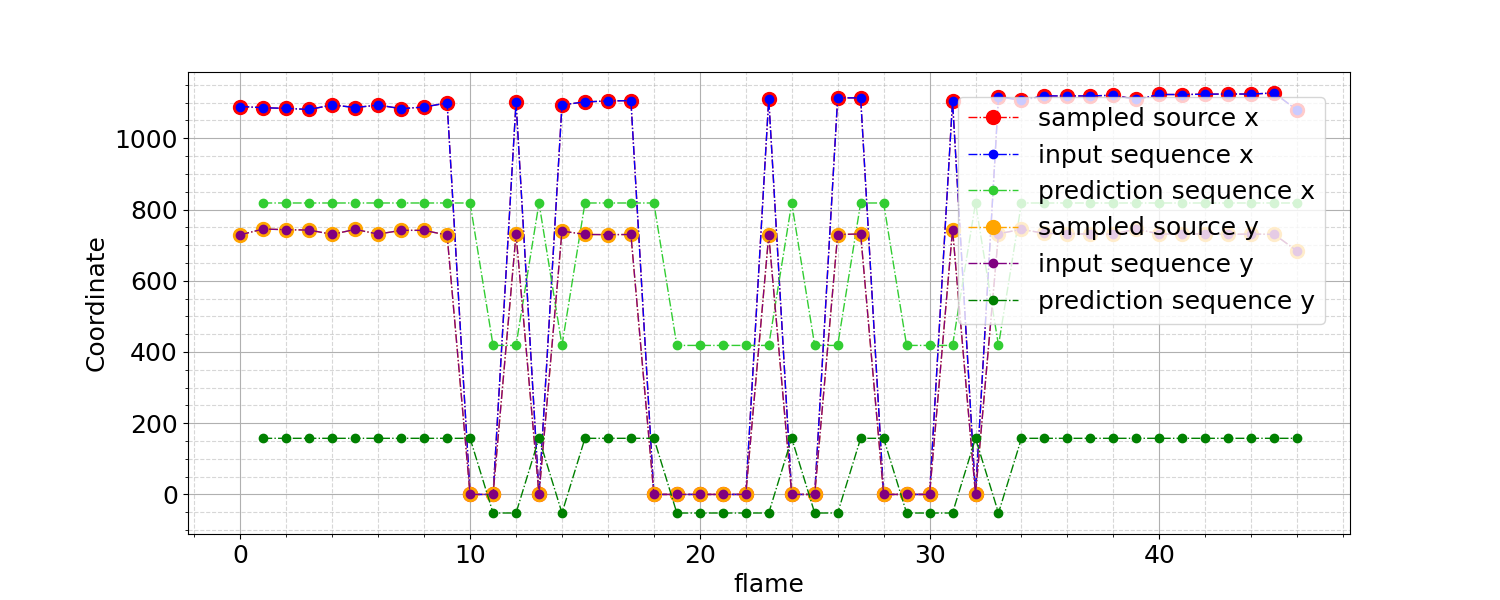 1000
800
600
400
200
0
Coordinate
0 10 20 30 40
flame
sampled source x
input sequence x
prediction sequence x
sampled source y
input sequence y
prediction sequence y